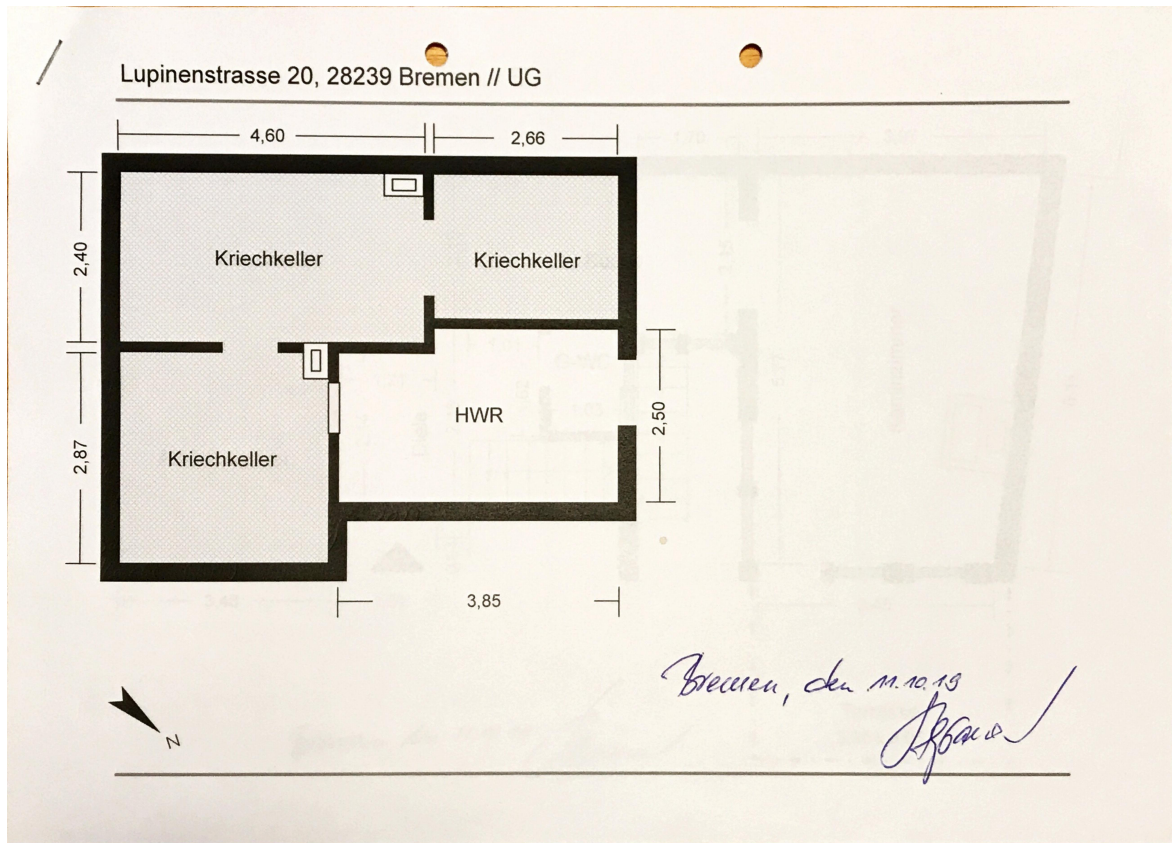 Lupinenstrasse 20, 28239 Bremen // UG
4,60
2,66
2,40
Kriechkeller
Kriechkeller
2,87
HWR
2,50
Kriechkeller
3,85
Bremen, den 11.10.19
N